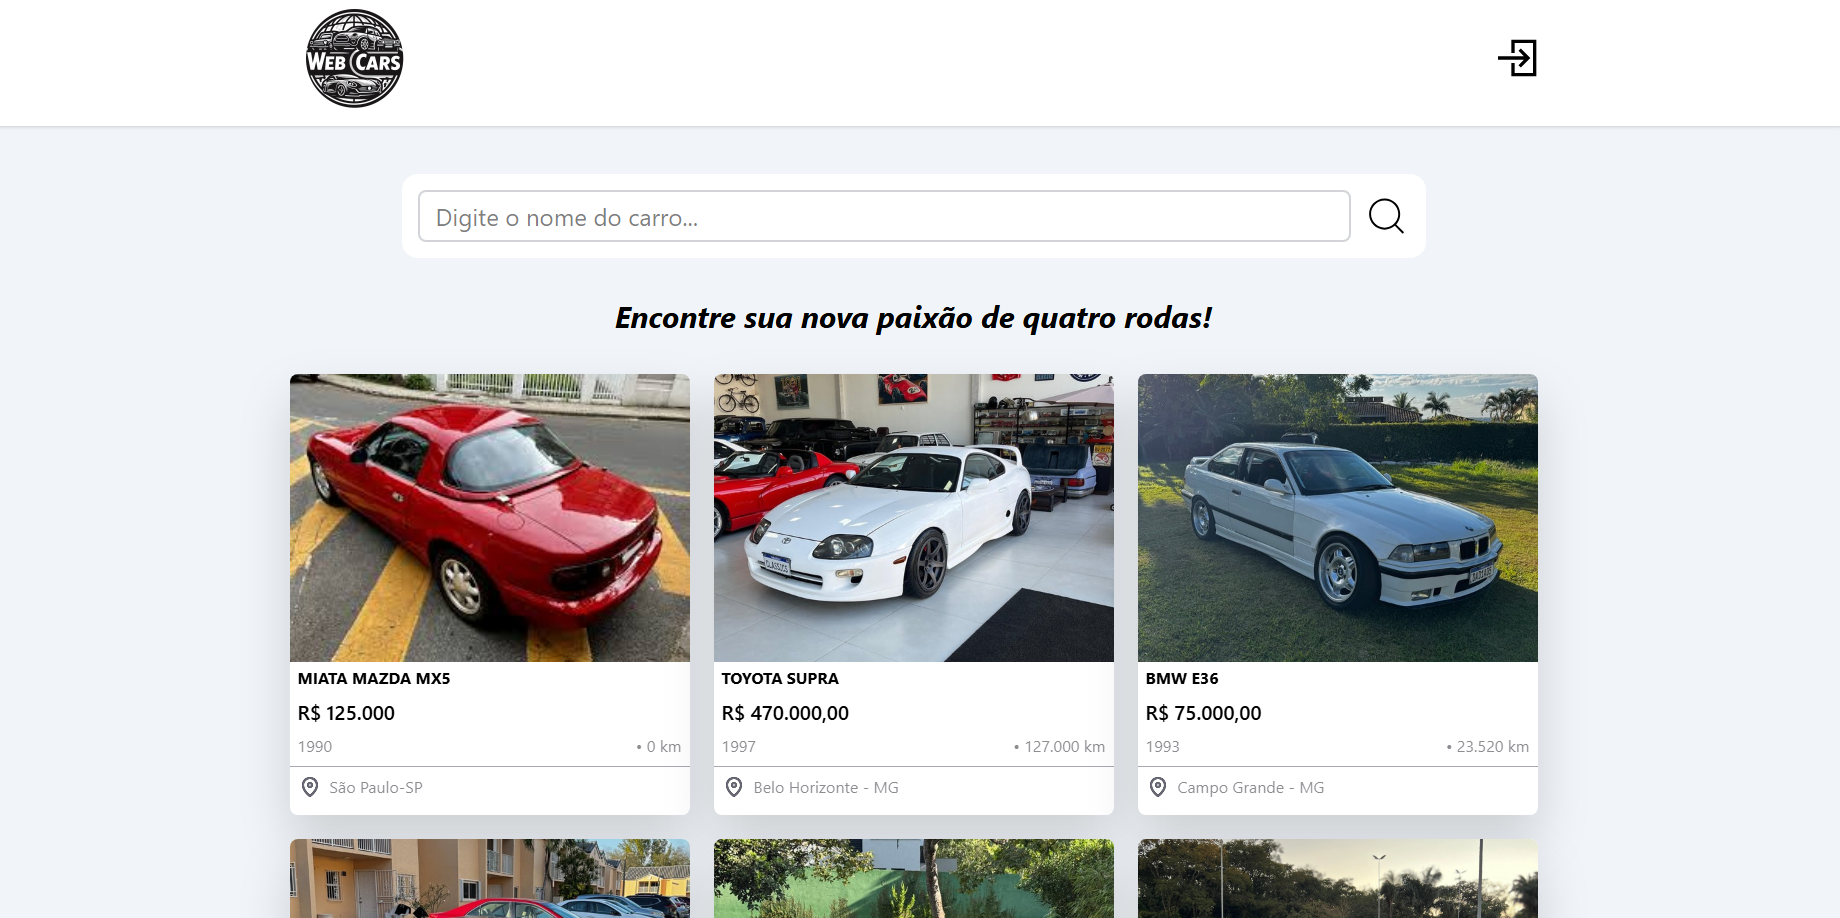 WEB CARS
Digite o nome do carro...
Encontre sua nova paixão de quatro rodas!
CLASSICS
MIATA MAZDA MX5
R$ 125.000
1990 • 0 km
São Paulo-SP
TOYOTA SUPRA
R$ 470.000,00
1997 • 127.000 km
Belo Horizonte - MG
BMW E36
R$ 75.000,00
1993 • 23.520 km
Campo Grande - MG